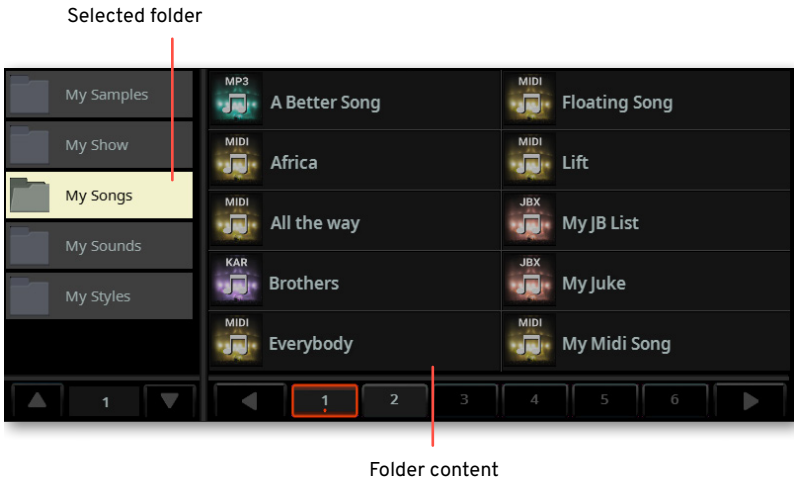 Selected folder
My Samples
My Show
My Songs
My Sounds
My Styles
1
MP3
A Better Song
MIDI
Africa
MIDI
All the way
KAR
Brothers
MIDI
Everybody
MIDI
Floating Song
MIDI
Lift
JBX
My JB List
JBX
My Juke
MIDI
My Midi Song
1 2 3 4 5 6
Folder content